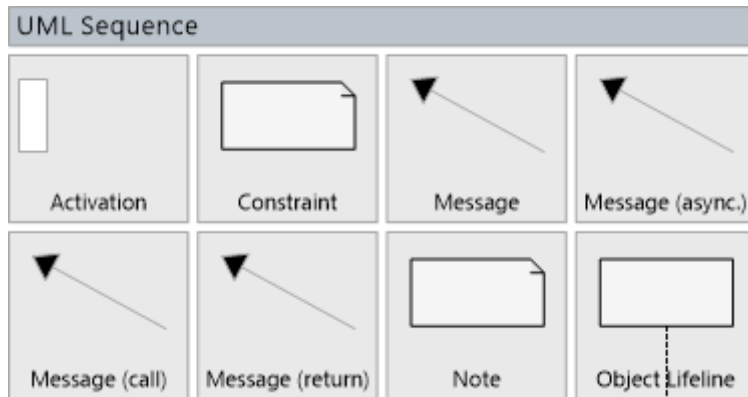 UML Sequence
Activation
Constraint
Message
Message (async.)
Message (call)
Message (return)
Note
Object Lifeline